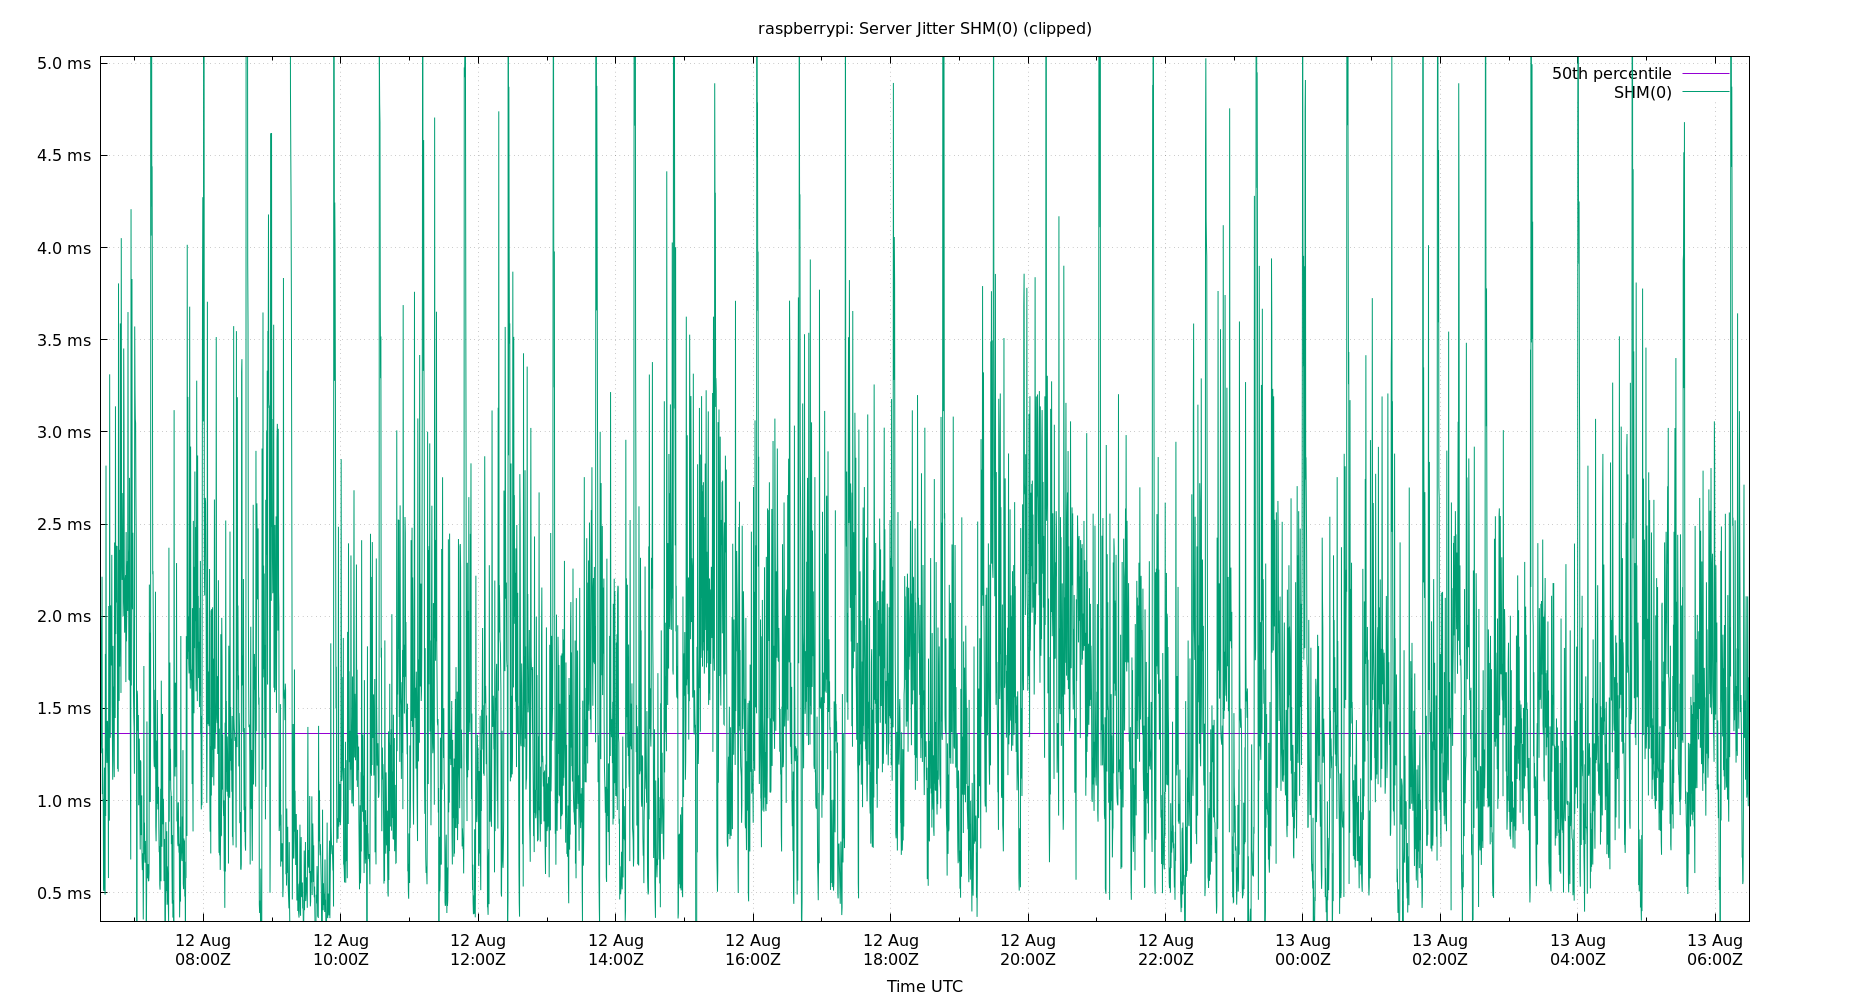 raspberrypi: Server Jitter SHM(0) (clipped)
5.0 ms
4.5 ms
4.0 ms
3.5 ms
3.0 ms
2.5 ms
2.0 ms
1.5 ms
1.0 ms
0.5 ms
50th percentile
SHM(0)
12 Aug 12 Aug 12 Aug 12 Aug 12 Aug 12 Aug 12 Aug 12 Aug 13 Aug 13 Aug 13 Aug 13 Aug
08:00Z 10:00Z 12:00Z 14:00Z 16:00Z 18:00Z 20:00Z 22:00Z 00:00Z 02:00Z 04:00Z 06:00Z
Time UTC